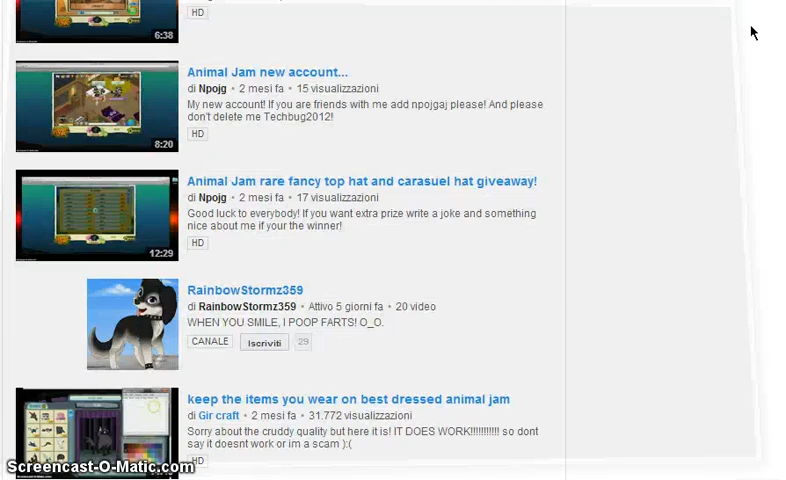 HD
6:38
Animal Jam new account...
di Npojg • 2 mesi fa • 15 visualizzazioni
My new account! If you are friends with me add npojgaj please! And please
don't delete me Techbug2012!
HD
8:20
Animal Jam rare fancy top hat and carasuel hat giveaway!
di Npojg • 2 mesi fa • 17 visualizzazioni
Good luck to everybody! If you want extra prize write a joke and something
nice about me if your the winner!
HD
12:29
RainbowStormz359
di RainbowStormz359 • Attivo 5 giorni fa • 20 video
WHEN YOU SMILE, I POOP FARTS! O_O.
CANALE Iscriviti 29
keep the items you wear on best dressed animal jam
di Gir craft • 2 mesi fa • 31.772 visualizzazioni
Sorry about the cruddy quality but here it is! IT DOES WORK!!!!!!!!!!! so dont
say it doesnt work or im a scam ):(
HD
Screencast-O-Matic.com